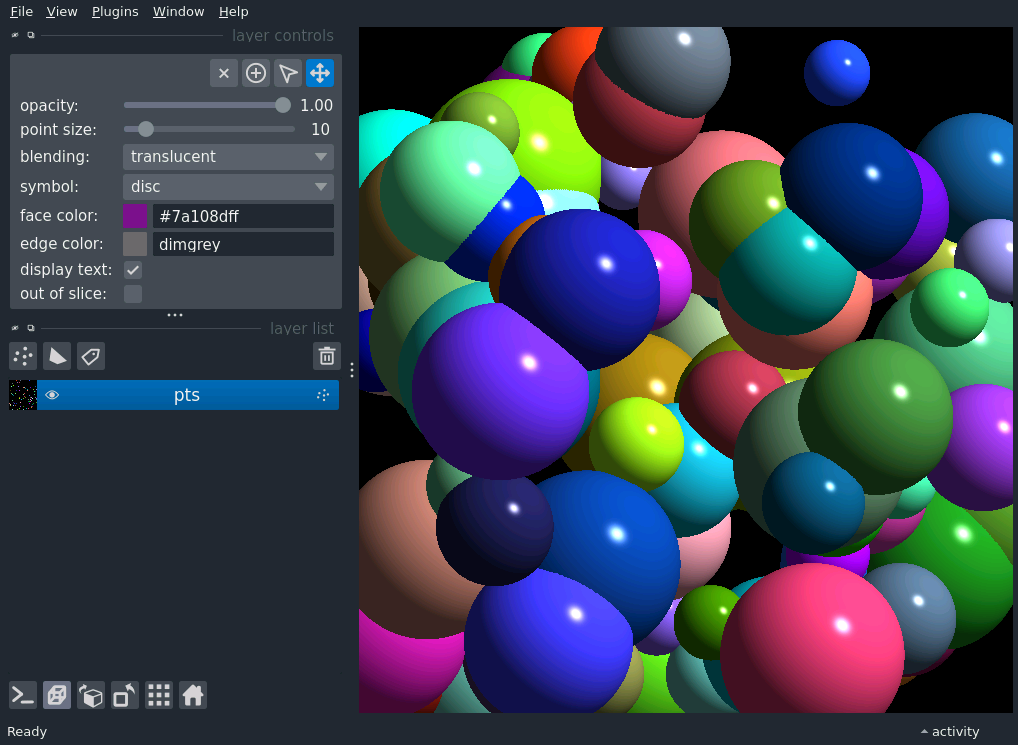 File View Plugins Window Help
layer controls
opacity: 1.00
point size: 10
blending: translucent
symbol: disc
face color: #7a108dff
edge color: dimgrey
display text:
out of slice:
layer list
pts
Ready
activity